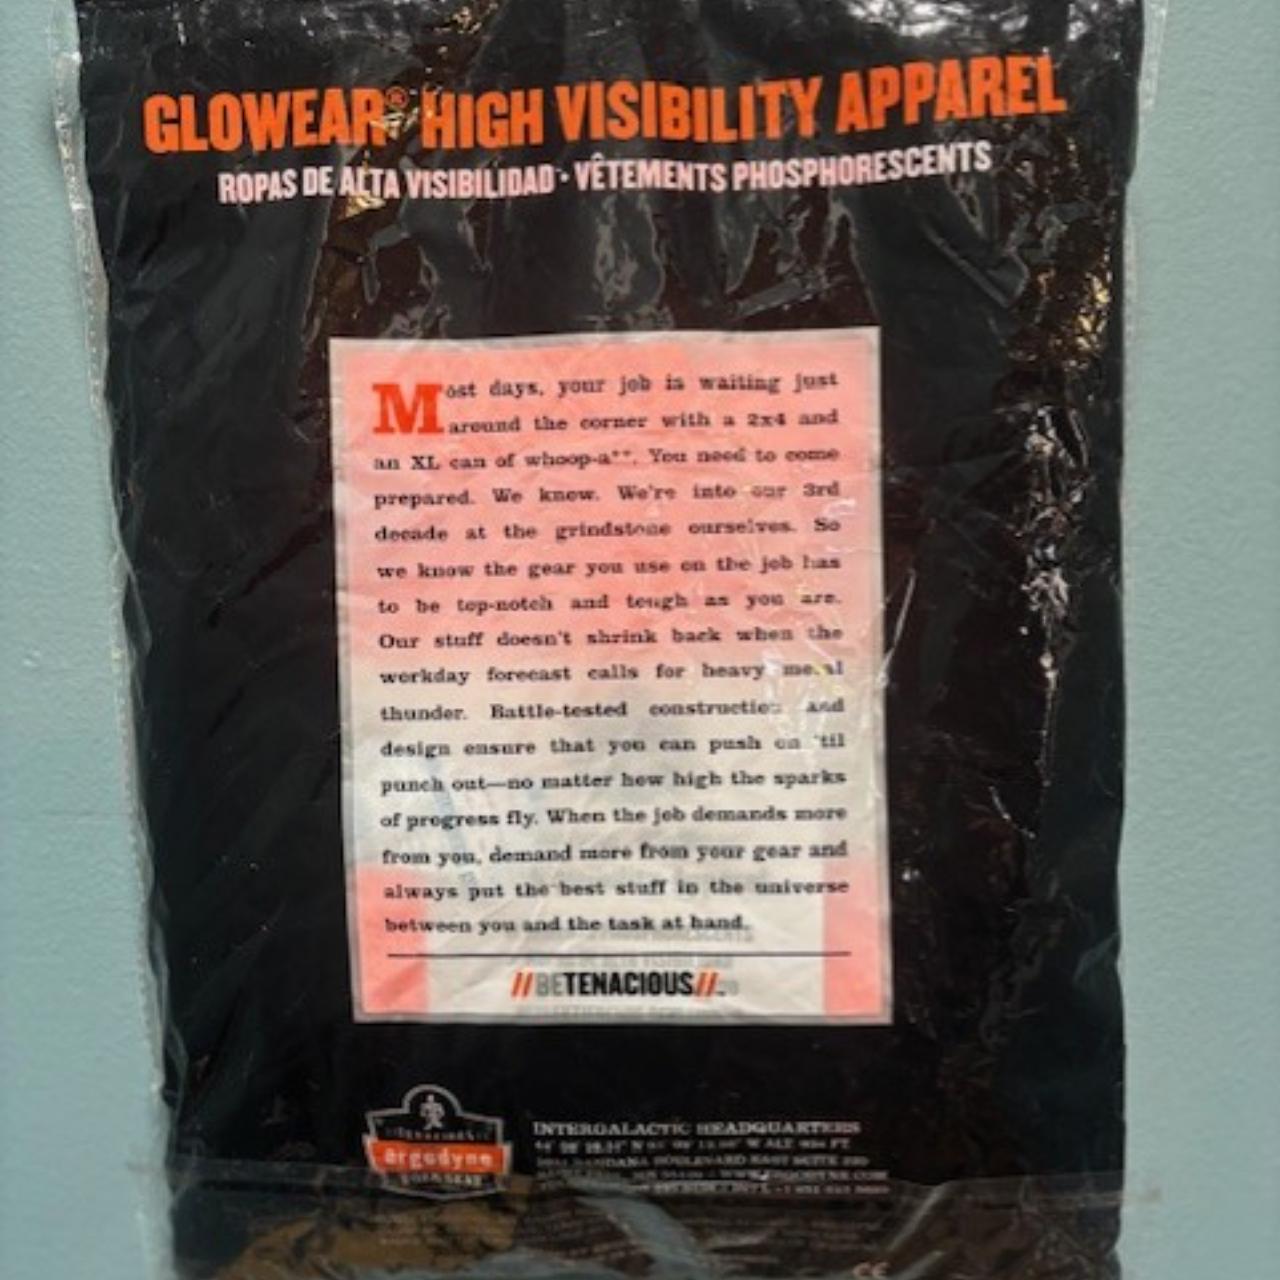 GLOWEAR® HIGH VISIBILITY APPAREL
ROPAS DE ALTA VISIBILIDAD • VÊTEMENTS PHOSPHORESCENTS
Most days, your job is waiting just
around the corner with a 2x4 and
an XL can of whoop-a**. You need to come
prepared. We know. We're into our 3rd
decade at the grindstone ourselves. So
we know the gear you use on the job has
to be top-notch and tough as you are.
Our stuff doesn't shrink back when the
workday forecast calls for heavy metal
thunder. Battle-tested construction and
design ensure that you can push on 'til
punch out—no matter how high the sparks
of progress fly. When the job demands more
from you, demand more from your gear and
always put the best stuff in the universe
between you and the task at hand.
//BETENACIOUS//
ergodyne
INTERGALACTIC HEADQUARTERS
BANDANA BOULEVARD EAST SUITE
CE